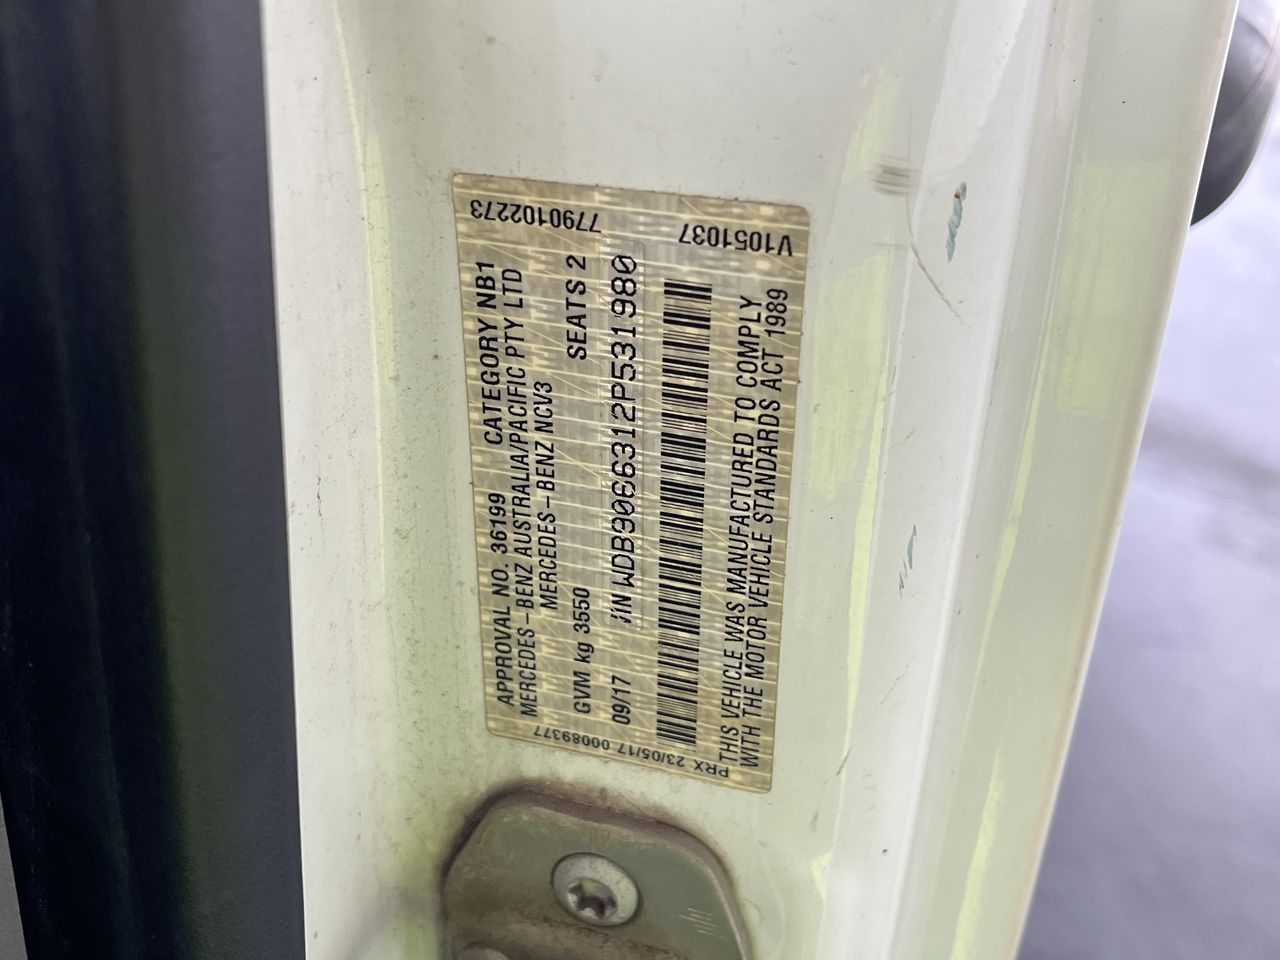 APPROVAL NO. 36199 CATEGORY NB1
MERCEDES-BENZ AUSTRALIA/PACIFIC PTY LTD
MERCEDES-BENZ NCV3
GVM kg 3550 SEATS 2
09/17 VIN WDB9066312P531980
THIS VEHICLE WAS MANUFACTURED TO COMPLY
WITH THE MOTOR VEHICLE STANDARDS ACT 1989
7790102273
V1051037
PRX 23/05/17 00089377